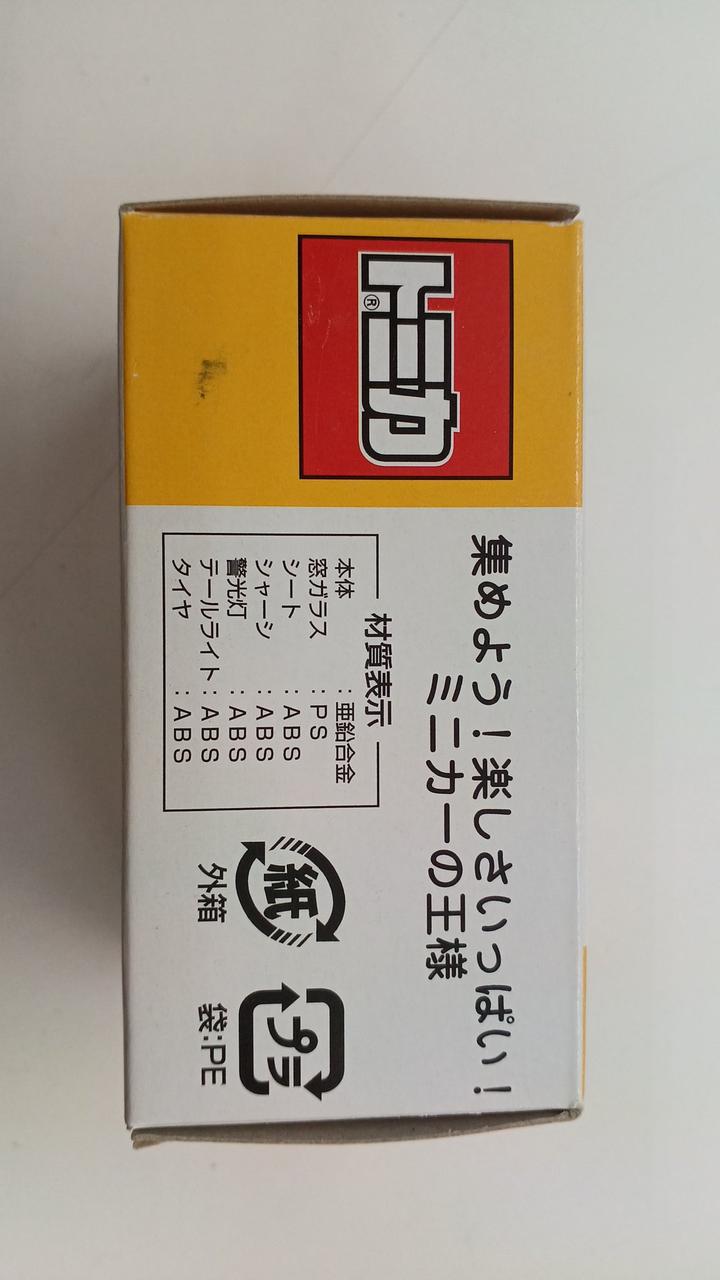 トミカ®
集めよう！楽しさいっぱい！
ミニカーの王様
材質表示
本体：亜鉛合金
窓ガラス：PS
シート：ABS
シャーシ：ABS
警光灯：ABS
テールライト：ABS
タイヤ：ABS
紙
外箱
プラ
袋：PE